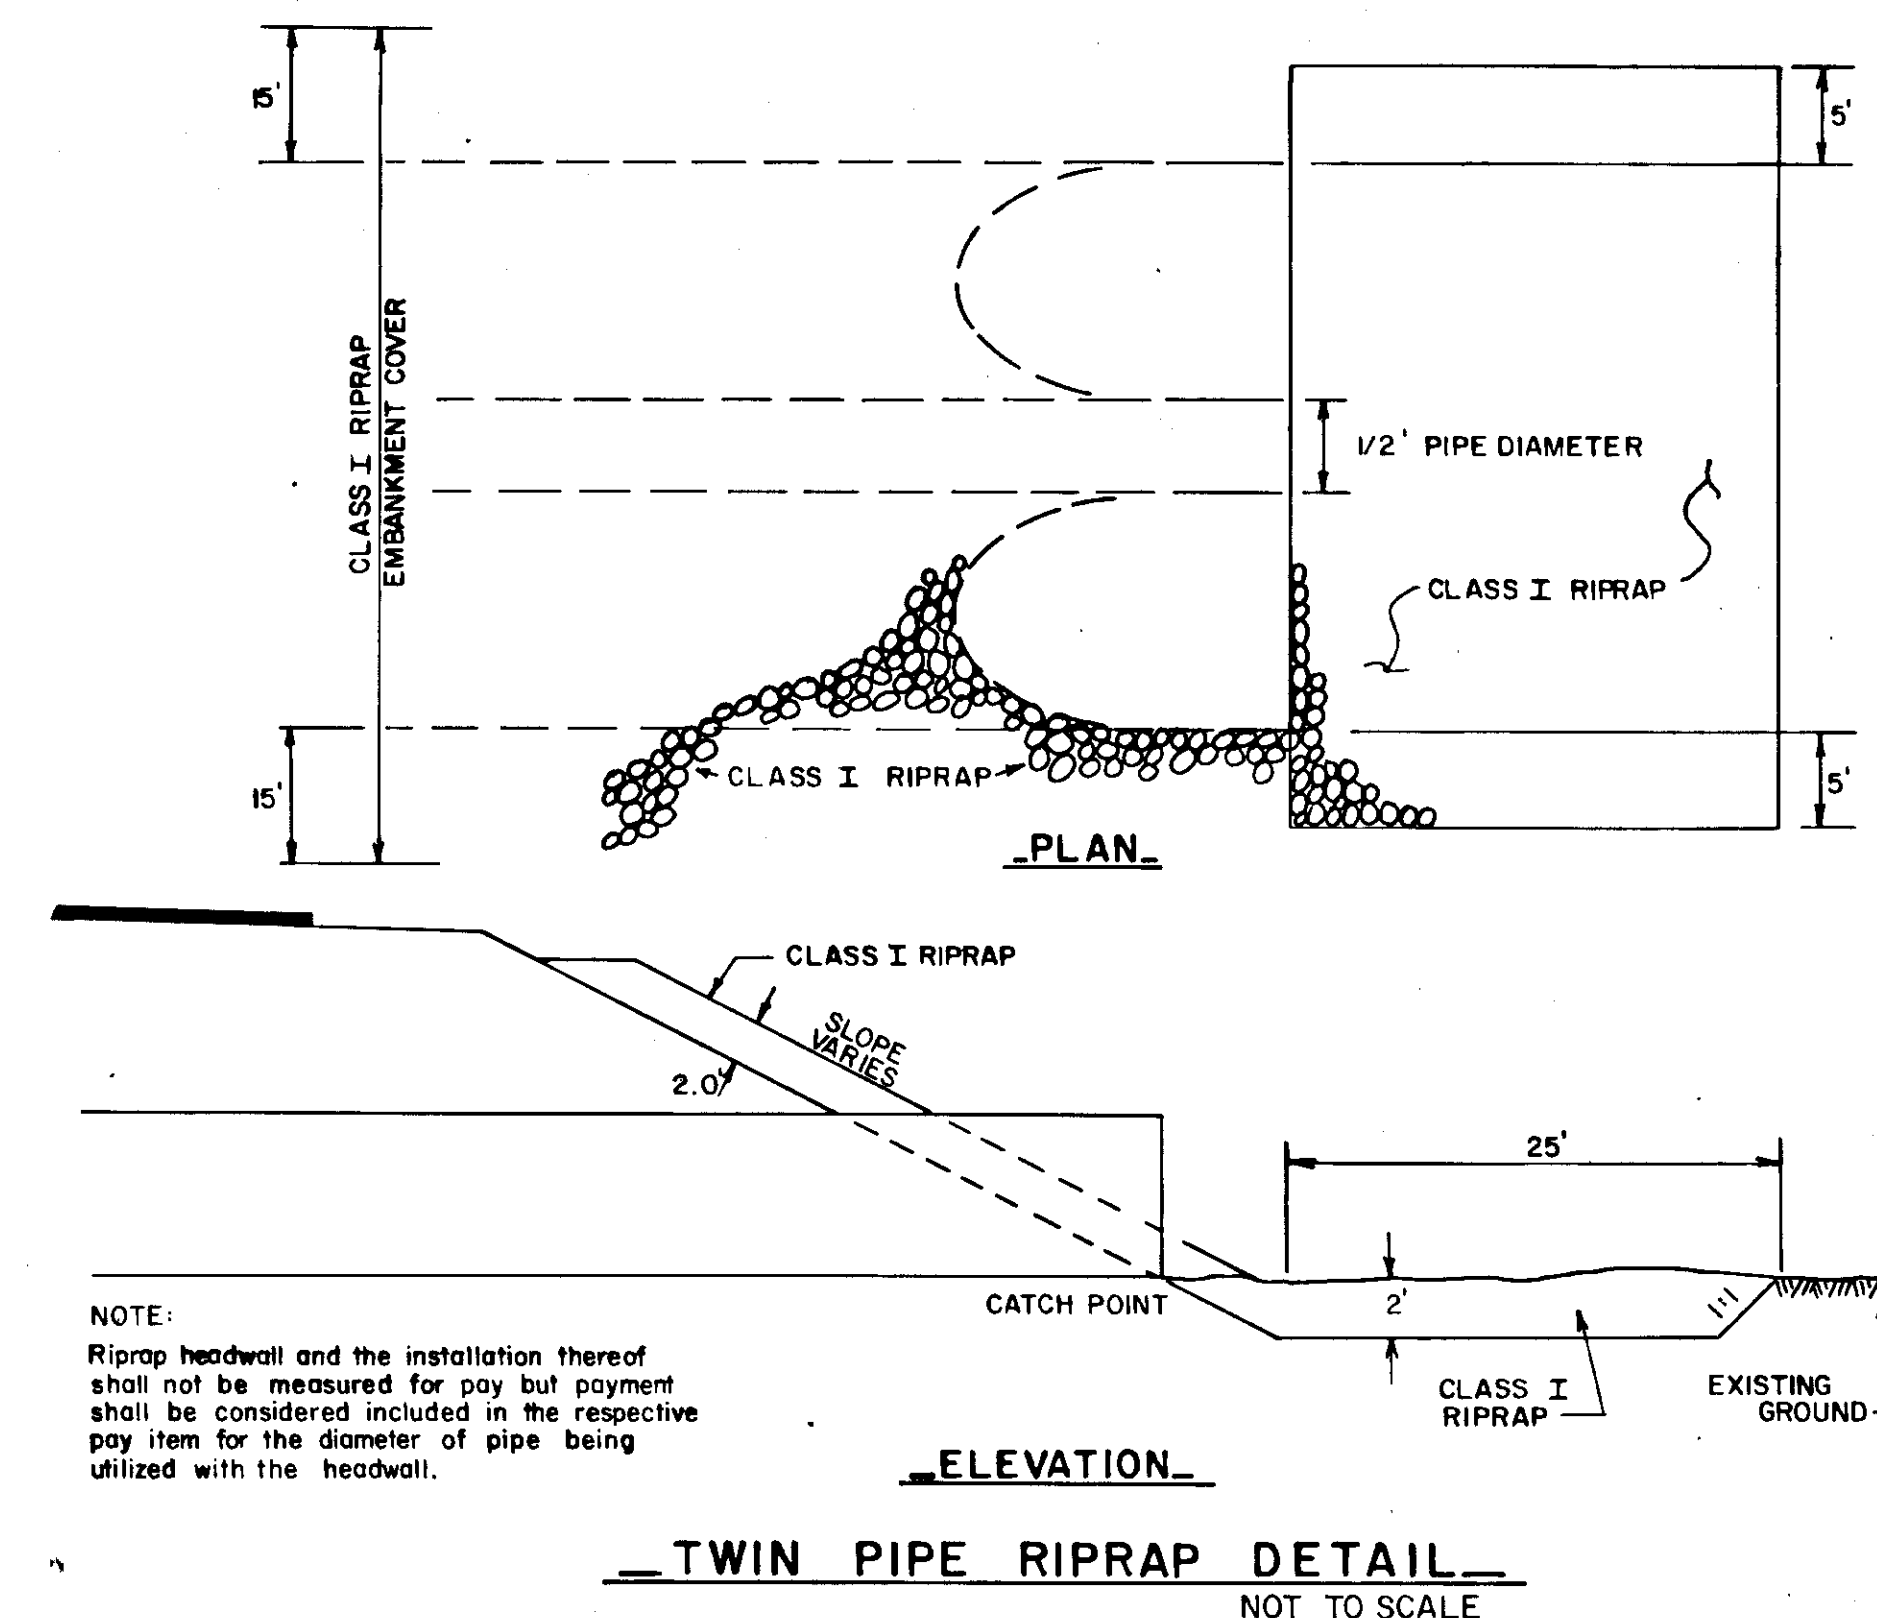 15'
5'
CLASS I RIPRAP
EMBANKMENT COVER
1/2' PIPE DIAMETER
CLASS I RIPRAP
15'
CLASS I RIPRAP
5'
PLAN
CLASS I RIPRAP
SLOPE
VARIES
2.0'
25'
CATCH POINT
2'
1:1
NOTE:
Riprap headwall and the installation thereof
shall not be measured for pay but payment
shall be considered included in the respective
pay item for the diameter of pipe being
utilized with the headwall.
CLASS I
RIPRAP
EXISTING
GROUND
ELEVATION
TWIN PIPE RIPRAP DETAIL
NOT TO SCALE